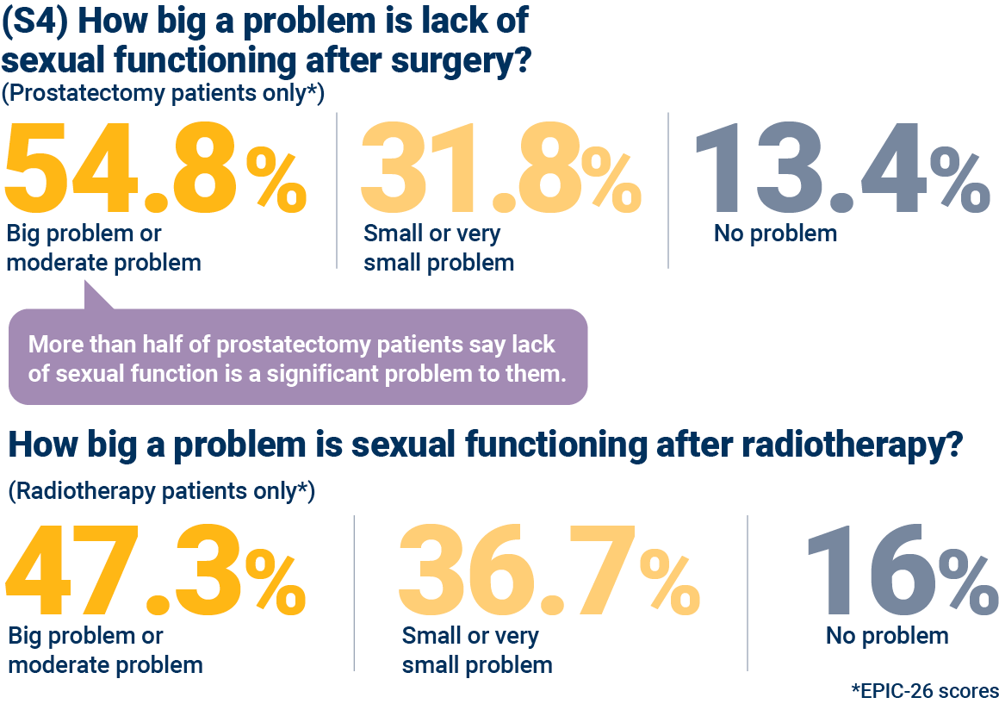 (S4) How big a problem is lack of
sexual functioning after surgery?
(Prostatectomy patients only*)
54.8% 31.8% 13.4%
Big problem or Small or very No problem
moderate problem small problem
More than half of prostatectomy patients say lack
of sexual function is a significant problem to them.
How big a problem is sexual functioning after radiotherapy?
(Radiotherapy patients only*)
47.3% 36.7% 16%
Big problem or Small or very No problem
moderate problem small problem
*EPIC-26 scores